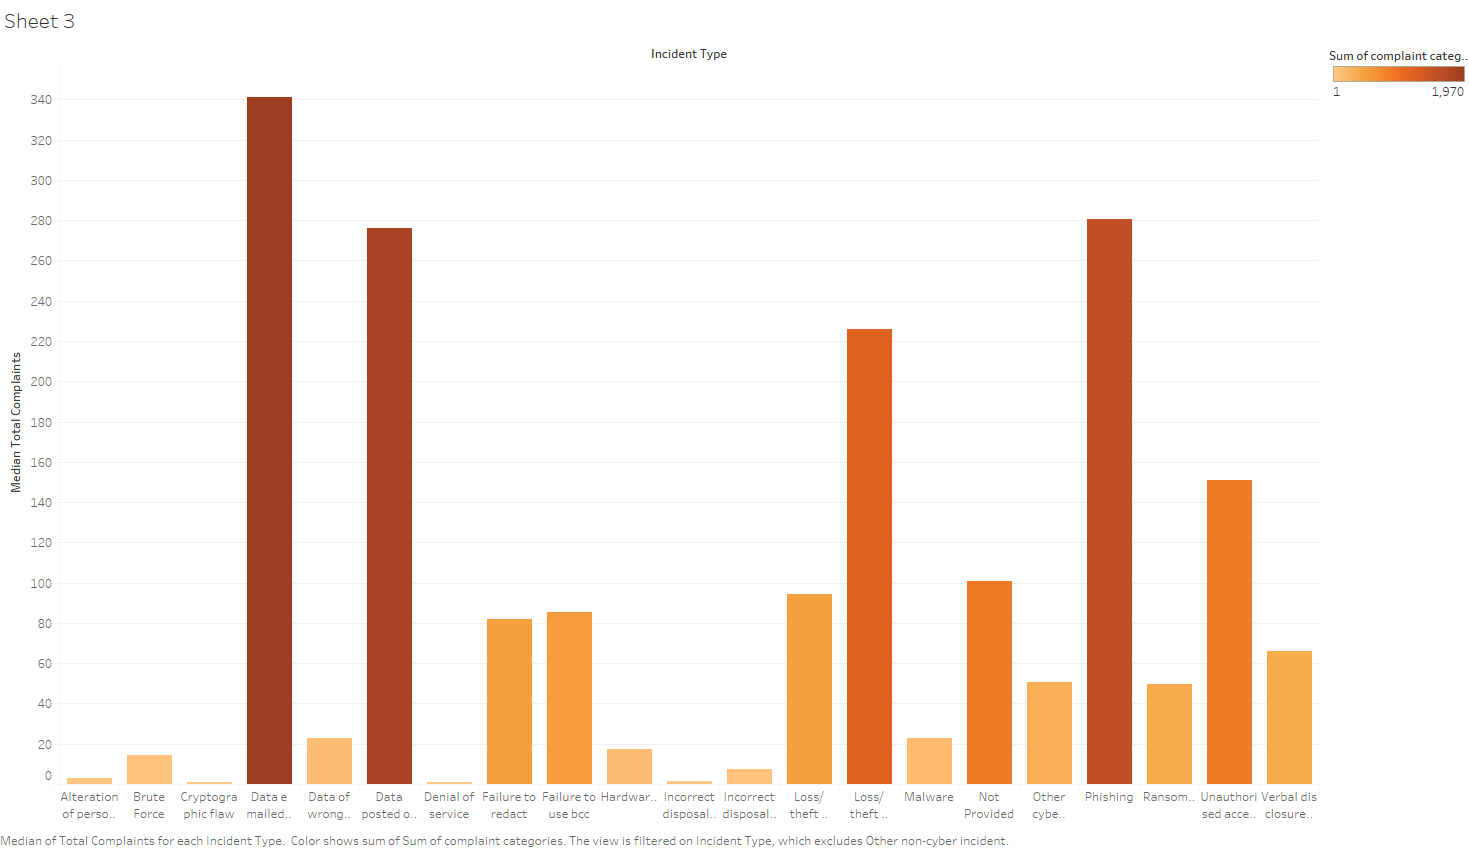 Sheet 3
Incident Type
Sum of complaint categ..
1 1,970
Median Total Complaints
340
320
300
280
260
240
220
200
180
160
140
120
100
80
60
40
20
0
Alteration
of perso..
Brute
Force
Cryptogra
phic flaw
Data e
mailed..
Data of
wrong..
Data
posted o..
Denial of
service
Failure to
redact
Failure to
use bcc
Hardwar..
Incorrect
disposal..
Incorrect
disposal..
Loss/
theft ..
Loss/
theft ..
Malware
Not
Provided
Other
cybe..
Phishing
Ransom..
Unauthori
sed acce..
Verbal dis
closure..
Median of Total Complaints for each Incident Type.  Color shows sum of Sum of complaint categories. The view is filtered on Incident Type, which excludes Other non-cyber incident.